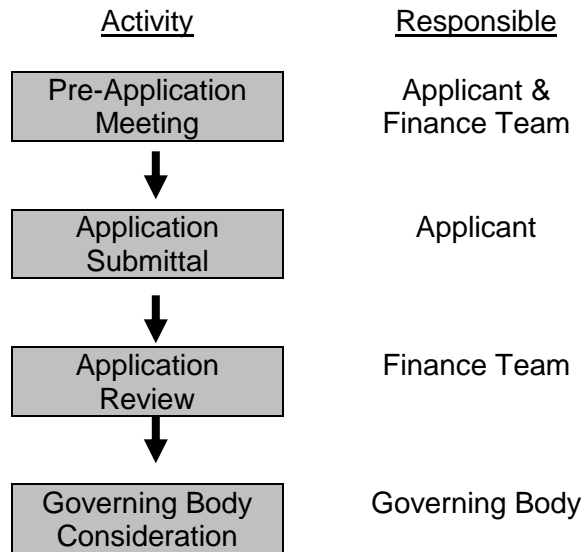 Activity Responsible
Pre-Application Applicant &
Meeting Finance Team
Application Applicant
Submittal
Application Finance Team
Review
Governing Body Governing Body
Consideration